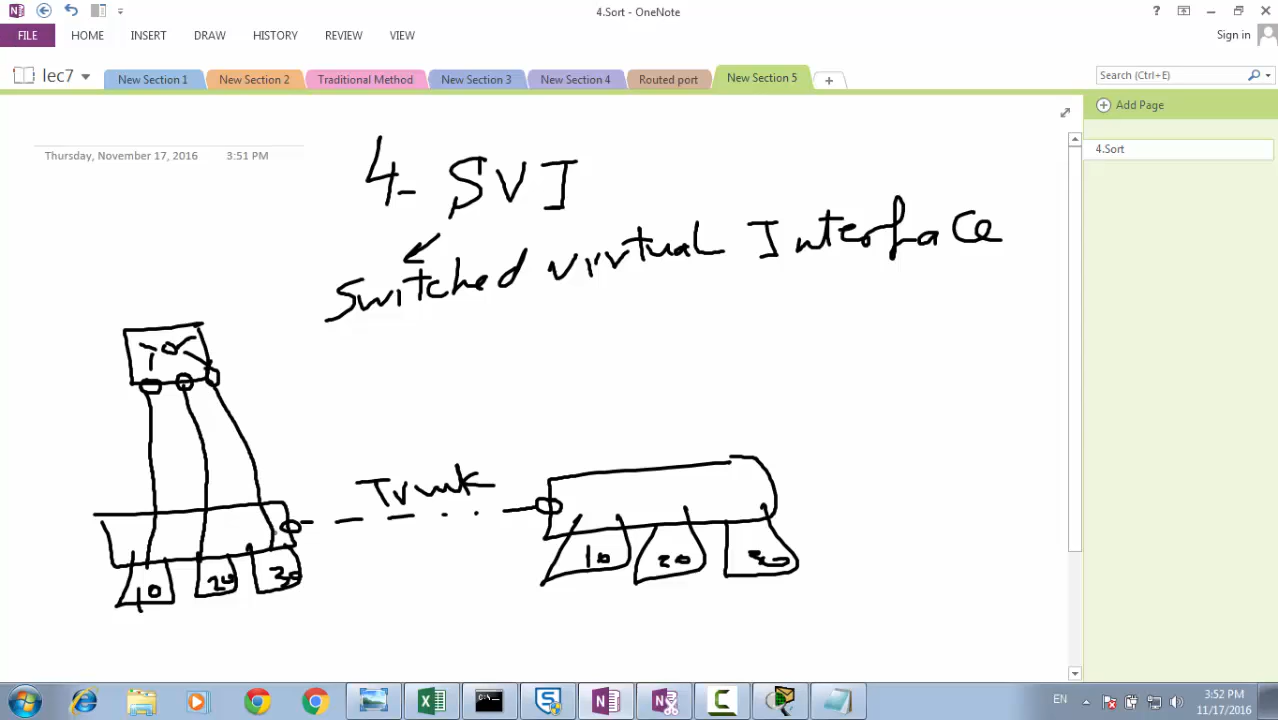 4.Sort - OneNote
?
FILE HOME INSERT DRAW HISTORY REVIEW VIEW
Sign in
lec7
New Section 1 New Section 2 Traditional Method New Section 3 New Section 4 Routed port New Section 5
Search (Ctrl+E)
Add Page
4.Sort
Thursday, November 17, 2016 3:51 PM
4- SVI
Switched virtual Interface
Trunk
10 20 30
10 20 30
EN
3:52 PM
11/17/2016